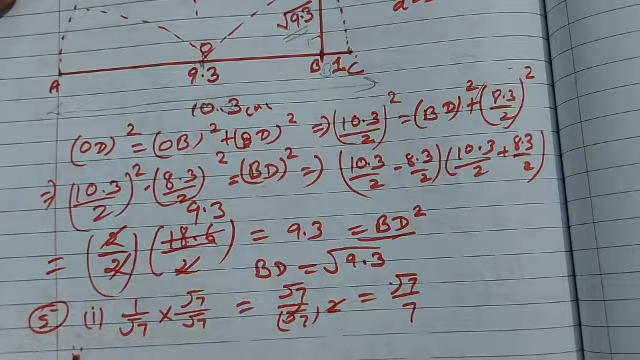 √9.3
A 9.3 B 1 C
10.3 cm
(OD)² = (OB)² + (BD)² ⇒ (10.3/2)² = (BD)² + (8.3/2)²
⇒ (10.3/2)² - (8.3/2)² = (BD)² ⇒ (10.3/2 - 8.3/2)(10.3/2 + 8.3/2)
9.3
= (2/2)(18.6/2) = 9.3 = BD²
BD = √9.3
5 (i) 1/√7 × √7/√7 = √7/(√7)² = √7/7